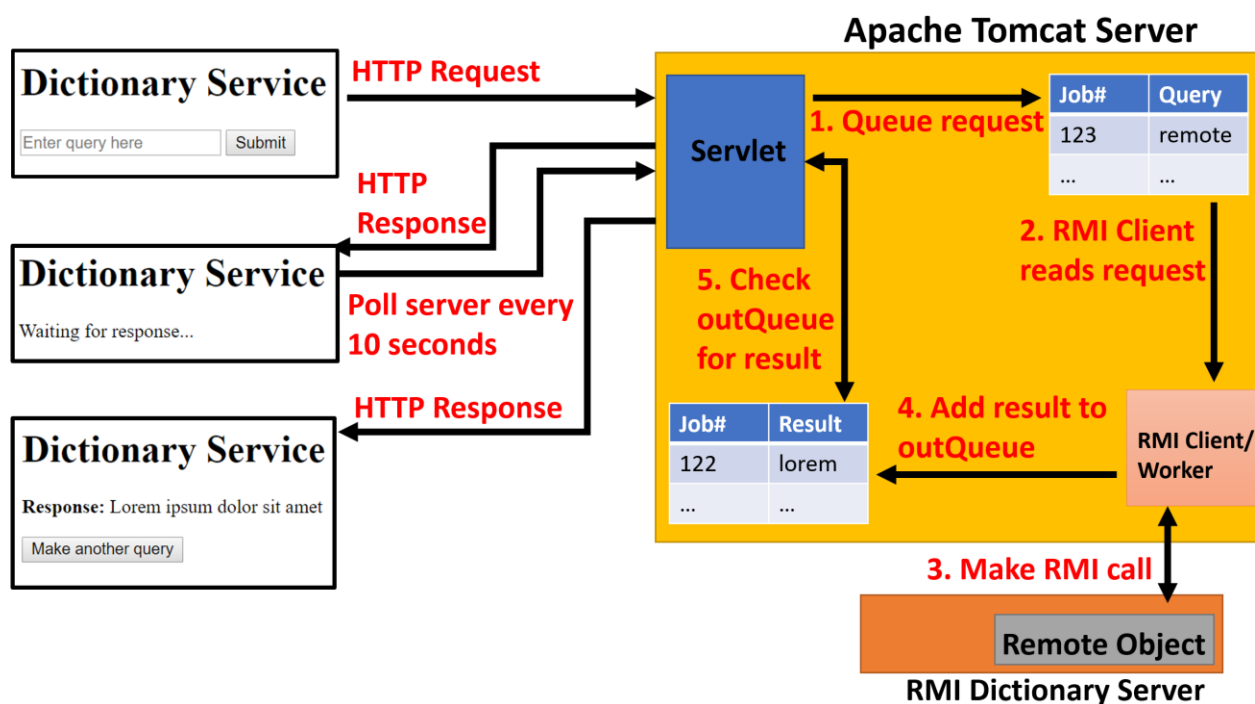 Apache Tomcat Server
Dictionary Service
Enter query here
Submit
HTTP Request
HTTP
Response
Dictionary Service
Waiting for response...
Poll server every
10 seconds
HTTP Response
Dictionary Service
Response: Lorem ipsum dolor sit amet
Make another query
Servlet
1. Queue request
Job# Query
123 remote
... ...
2. RMI Client
reads request
RMI Client/
Worker
3. Make RMI call
Remote Object
RMI Dictionary Server
4. Add result to
outQueue
Job# Result
122 lorem
... ...
5. Check
outQueue
for result